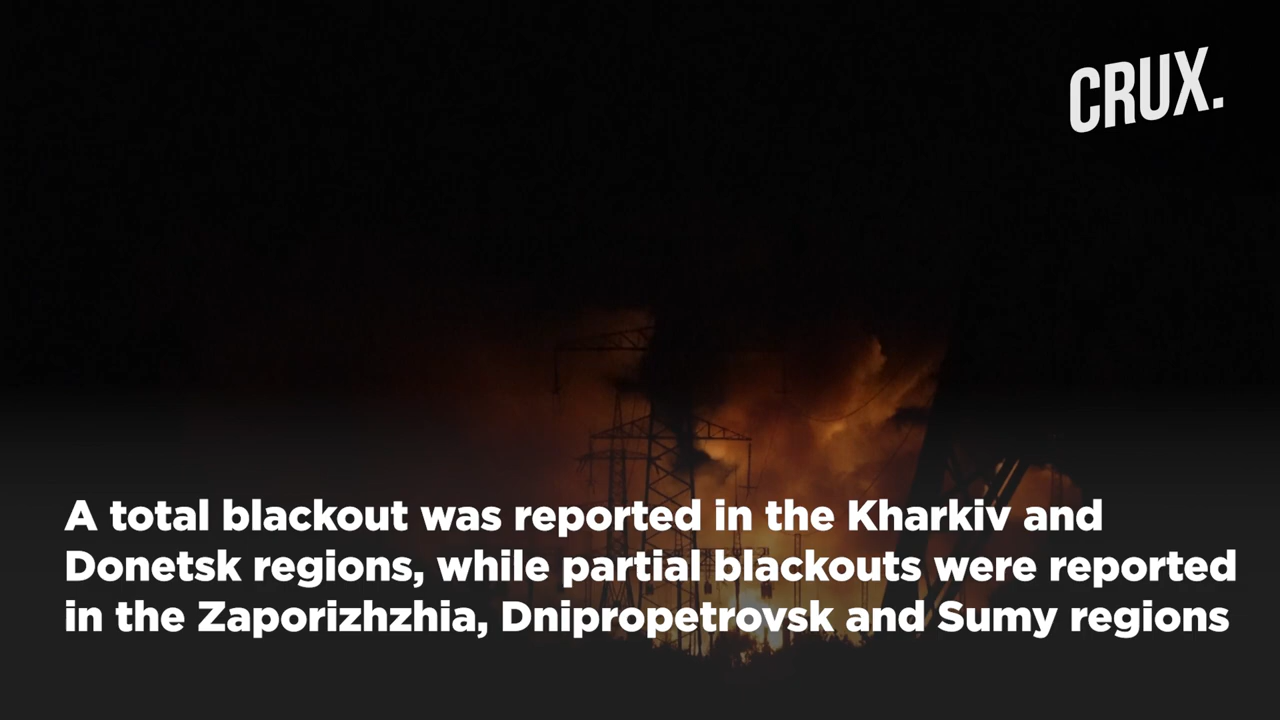 CRUX.
A total blackout was reported in the Kharkiv and
Donetsk regions, while partial blackouts were reported
in the Zaporizhzhia, Dnipropetrovsk and Sumy regions